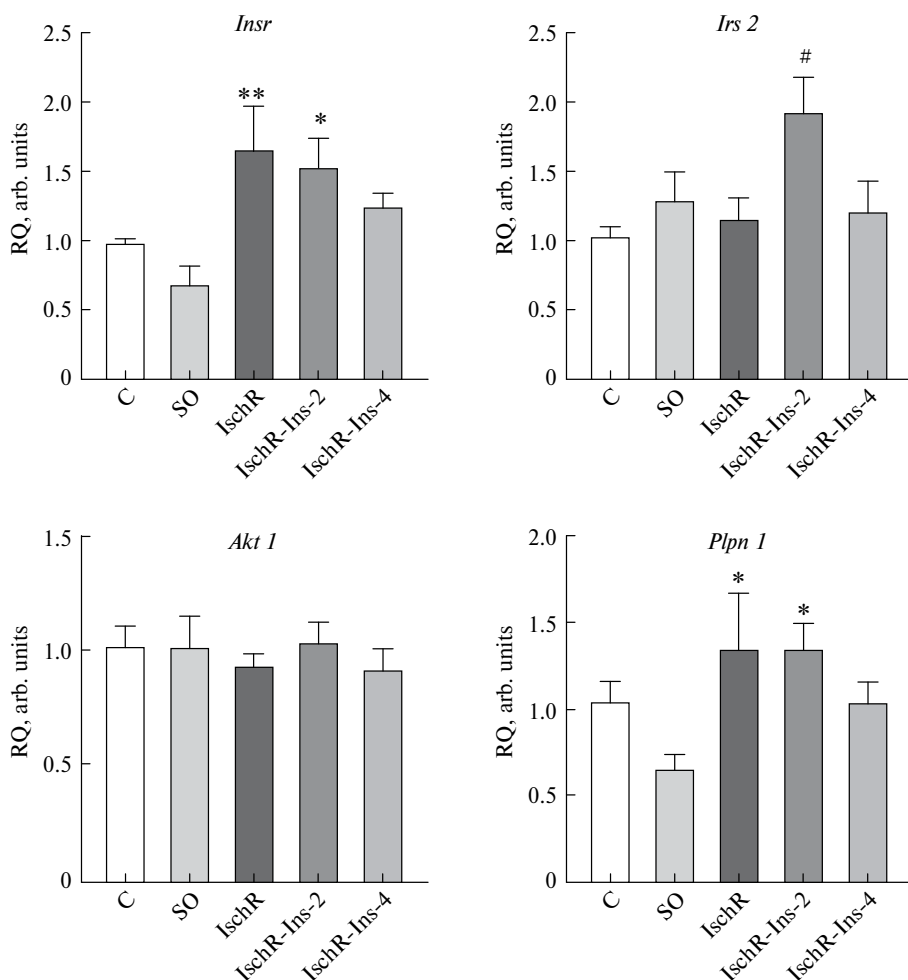 Insr
2.5
2.0
1.5
1.0
0.5
0
RQ, arb. units
**
*
C
SO
IschR
IschR-Ins-2
IschR-Ins-4
Irs 2
2.5
2.0
1.5
1.0
0.5
0
RQ, arb. units
#
C
SO
IschR
IschR-Ins-2
IschR-Ins-4
Akt 1
1.5
1.0
0.5
0
RQ, arb. units
C
SO
IschR
IschR-Ins-2
IschR-Ins-4
Plpn 1
2.0
1.5
1.0
0.5
0
RQ, arb. units
*
*
C
SO
IschR
IschR-Ins-2
IschR-Ins-4